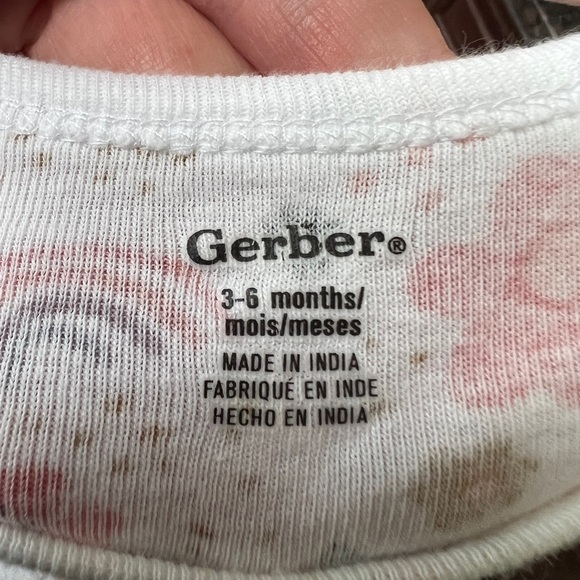 Gerber®
3-6 months/
mois/meses
MADE IN INDIA
FABRIQUÉ EN INDE
HECHO EN INDIA